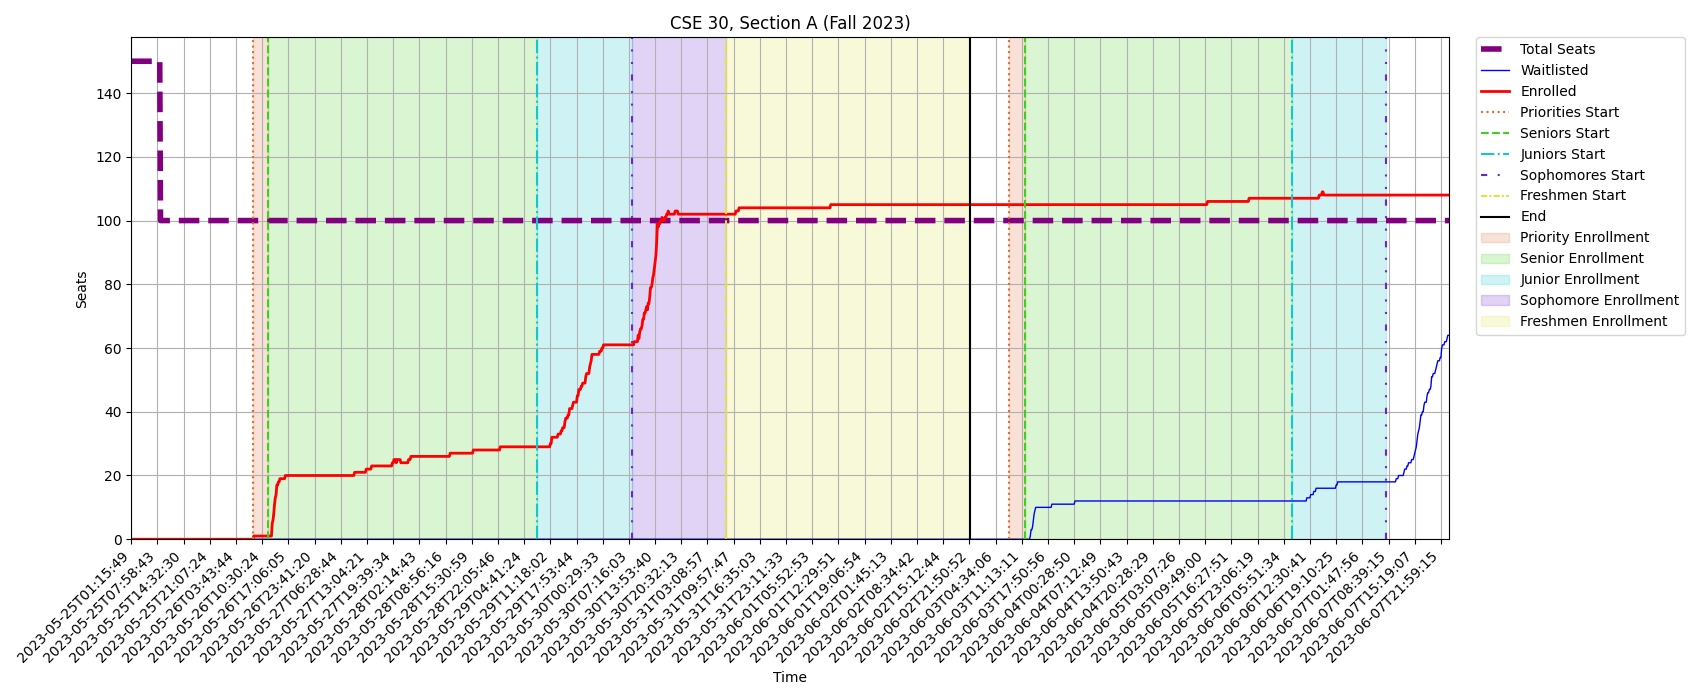 CSE 30, Section A (Fall 2023)
Seats
140
120
100
80
60
40
20
0
2023-05-25T01:15:49
2023-05-25T07:58:43
2023-05-25T14:32:30
2023-05-25T21:07:24
2023-05-26T03:43:44
2023-05-26T10:30:24
2023-05-26T17:06:05
2023-05-26T23:41:20
2023-05-27T06:28:44
2023-05-27T13:04:21
2023-05-27T19:39:34
2023-05-28T02:14:43
2023-05-28T08:56:16
2023-05-28T15:30:59
2023-05-28T22:05:46
2023-05-29T04:41:24
2023-05-29T11:18:02
2023-05-29T17:53:44
2023-05-30T00:29:33
2023-05-30T07:16:03
2023-05-30T13:53:40
2023-05-30T20:32:13
2023-05-31T03:08:57
2023-05-31T09:57:47
2023-05-31T16:35:03
2023-05-31T23:11:33
2023-06-01T05:52:53
2023-06-01T12:29:51
2023-06-01T19:06:54
2023-06-02T01:45:13
2023-06-02T08:34:42
2023-06-02T15:12:44
2023-06-02T21:50:52
2023-06-03T04:34:06
2023-06-03T11:13:11
2023-06-03T17:50:56
2023-06-04T00:28:50
2023-06-04T07:12:49
2023-06-04T13:50:43
2023-06-04T20:28:29
2023-06-05T03:07:26
2023-06-05T09:49:00
2023-06-05T16:27:51
2023-06-05T23:06:19
2023-06-06T05:51:34
2023-06-06T12:30:41
2023-06-06T19:10:25
2023-06-07T01:47:56
2023-06-07T08:39:15
2023-06-07T15:19:07
2023-06-07T21:59:15
Time
Total Seats
Waitlisted
Enrolled
Priorities Start
Seniors Start
Juniors Start
Sophomores Start
Freshmen Start
End
Priority Enrollment
Senior Enrollment
Junior Enrollment
Sophomore Enrollment
Freshmen Enrollment